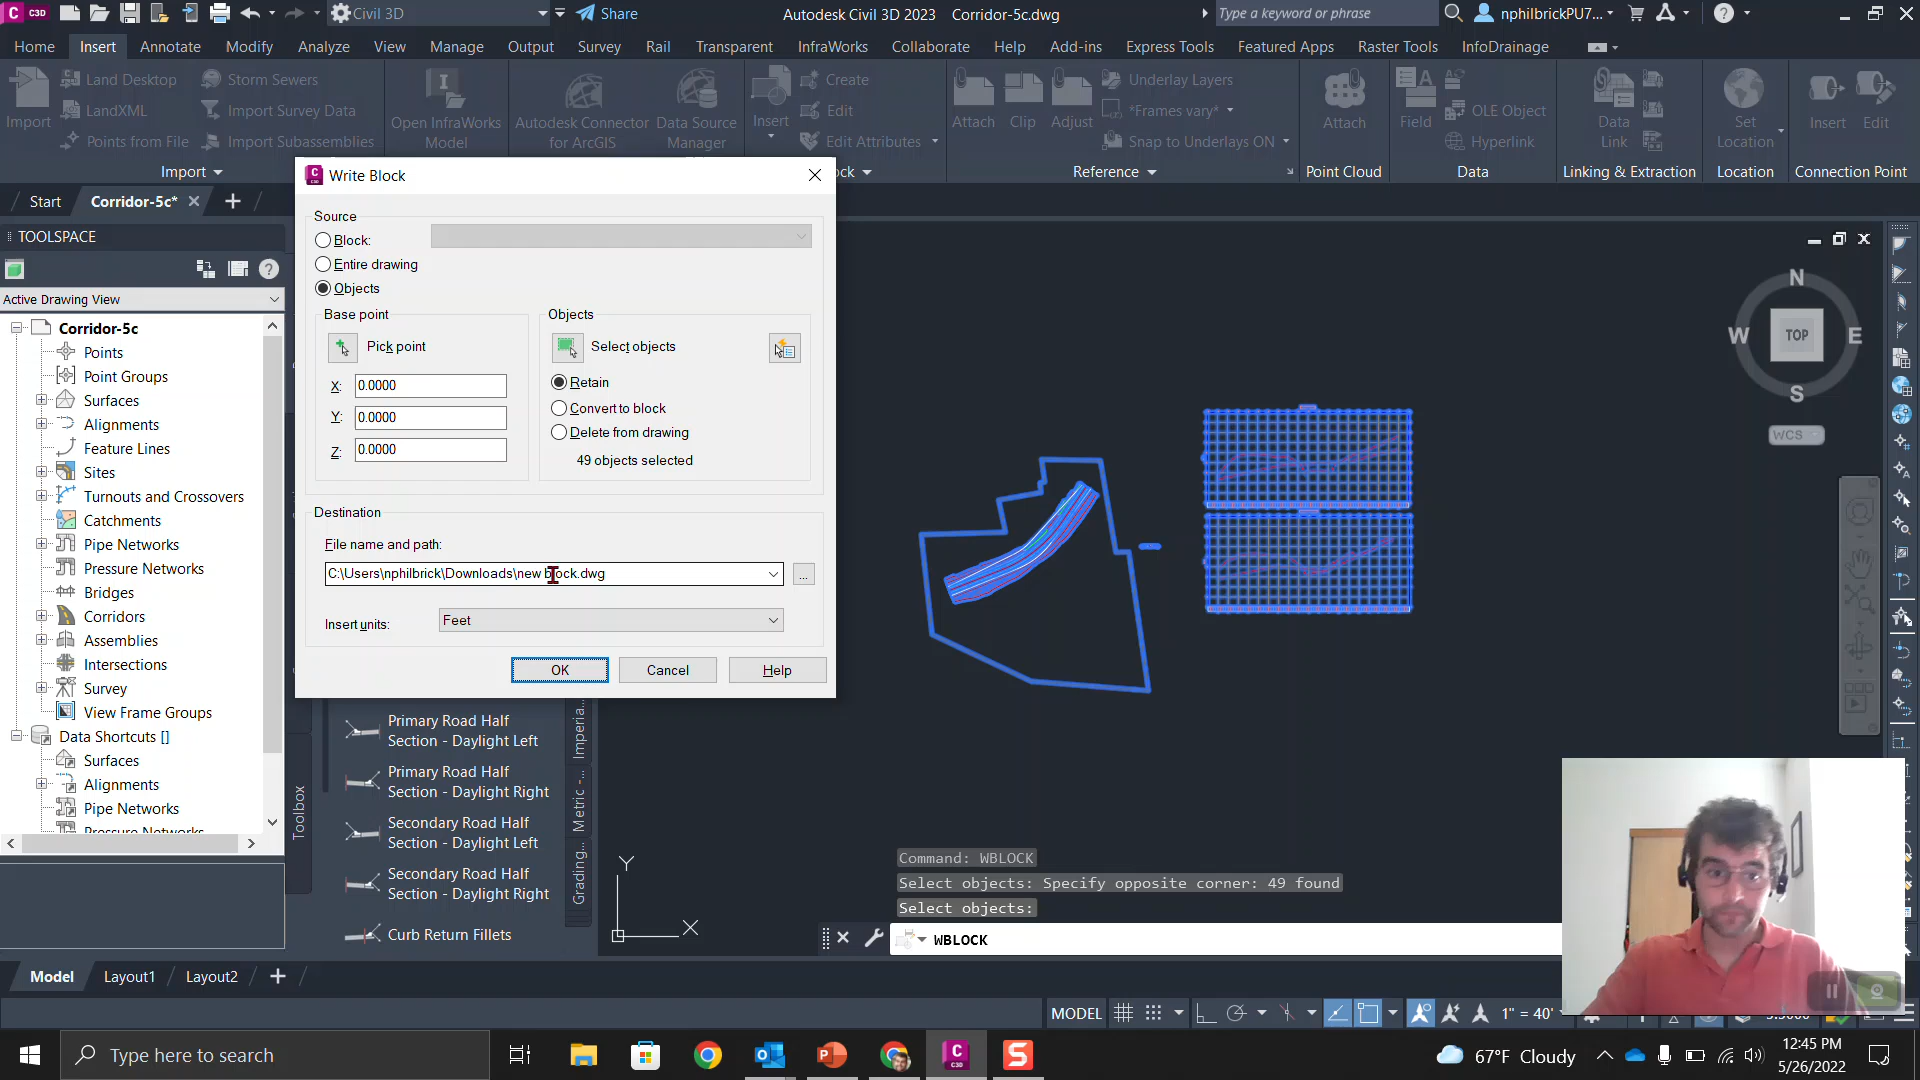 C3D
Civil 3D
Share
Autodesk Civil 3D 2023 Corridor-5c.dwg
Type a keyword or phrase
nphilbrickPU7...
Home Insert Annotate Modify Analyze View Manage Output Survey Rail Transparent InfraWorks Collaborate Help Add-ins Express Tools Featured Apps Raster Tools InfoDrainage
Import
Land Desktop
LandXML
Points from File
Storm Sewers
Import Survey Data
Import Subassemblies
Open InfraWorks
Model
Autodesk Connector
for ArcGIS
Data Source
Manager
Insert
Create
Edit
Edit Attributes
Attach
Clip
Adjust
Underlay Layers
*Frames vary*
Snap to Underlays ON
Attach
Field
OLE Object
Hyperlink
Data
Link
Set
Location
Insert
Edit
Import
ock
Reference
Point Cloud
Data
Linking & Extraction
Location
Connection Point
Start
Corridor-5c*
TOOLSPACE
Active Drawing View
Corridor-5c
Points
Point Groups
Surfaces
Alignments
Feature Lines
Sites
Turnouts and Crossovers
Catchments
Pipe Networks
Pressure Networks
Bridges
Corridors
Assemblies
Intersections
Survey
View Frame Groups
Data Shortcuts []
Surfaces
Alignments
Pipe Networks
Pressure Networks
Toolbox
Write Block
Source
Block:
Entire drawing
Objects
Base point
Pick point
X: 0.0000
Y: 0.0000
Z: 0.0000
Objects
Select objects
Retain
Convert to block
Delete from drawing
49 objects selected
Destination
File name and path:
C:\Users\nphilbrick\Downloads\new block.dwg
...
Insert units: Feet
OK
Cancel
Help
Primary Road Half
Section - Daylight Left
Primary Road Half
Section - Daylight Right
Secondary Road Half
Section - Daylight Left
Secondary Road Half
Section - Daylight Right
Curb Return Fillets
Imperia...
Metric -...
Grading...
N
W
TOP
E
S
WCS
Y
X
Command: WBLOCK
Select objects: Specify opposite corner: 49 found
Select objects:
WBLOCK
Model
Layout1
Layout2
MODEL
1" = 40'
Type here to search
C
C3D
S
67°F Cloudy
12:45 PM
5/26/2022